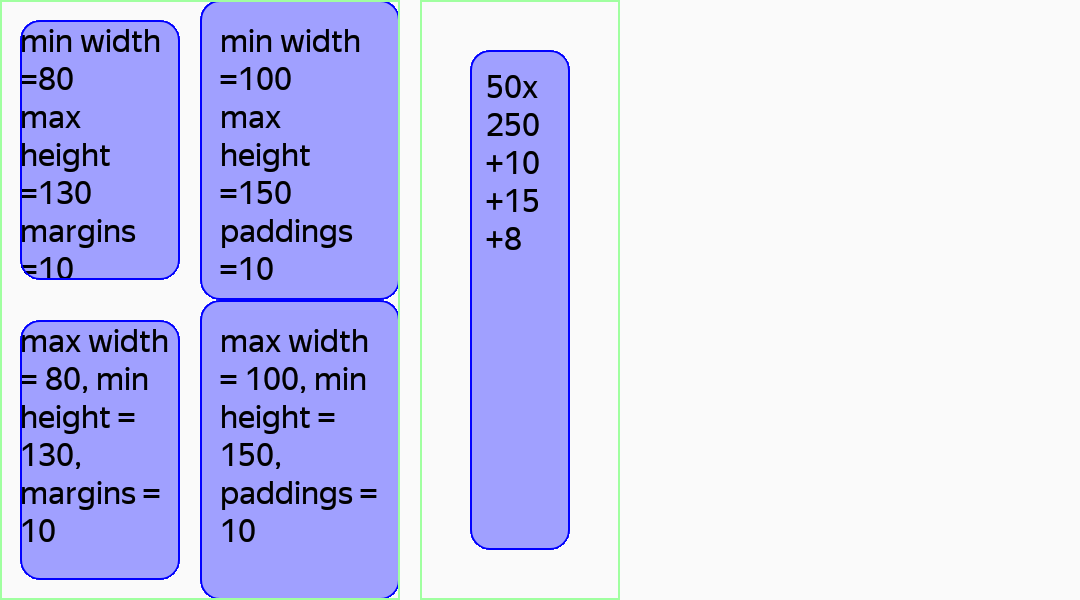 min width
=80
max
height
=130
margins
=10
min width
=100
max
height
=150
paddings
=10
max width
= 80, min
height =
130,
margins =
10
max width
= 100, min
height =
150,
paddings =
10
50x
250
+10
+15
+8